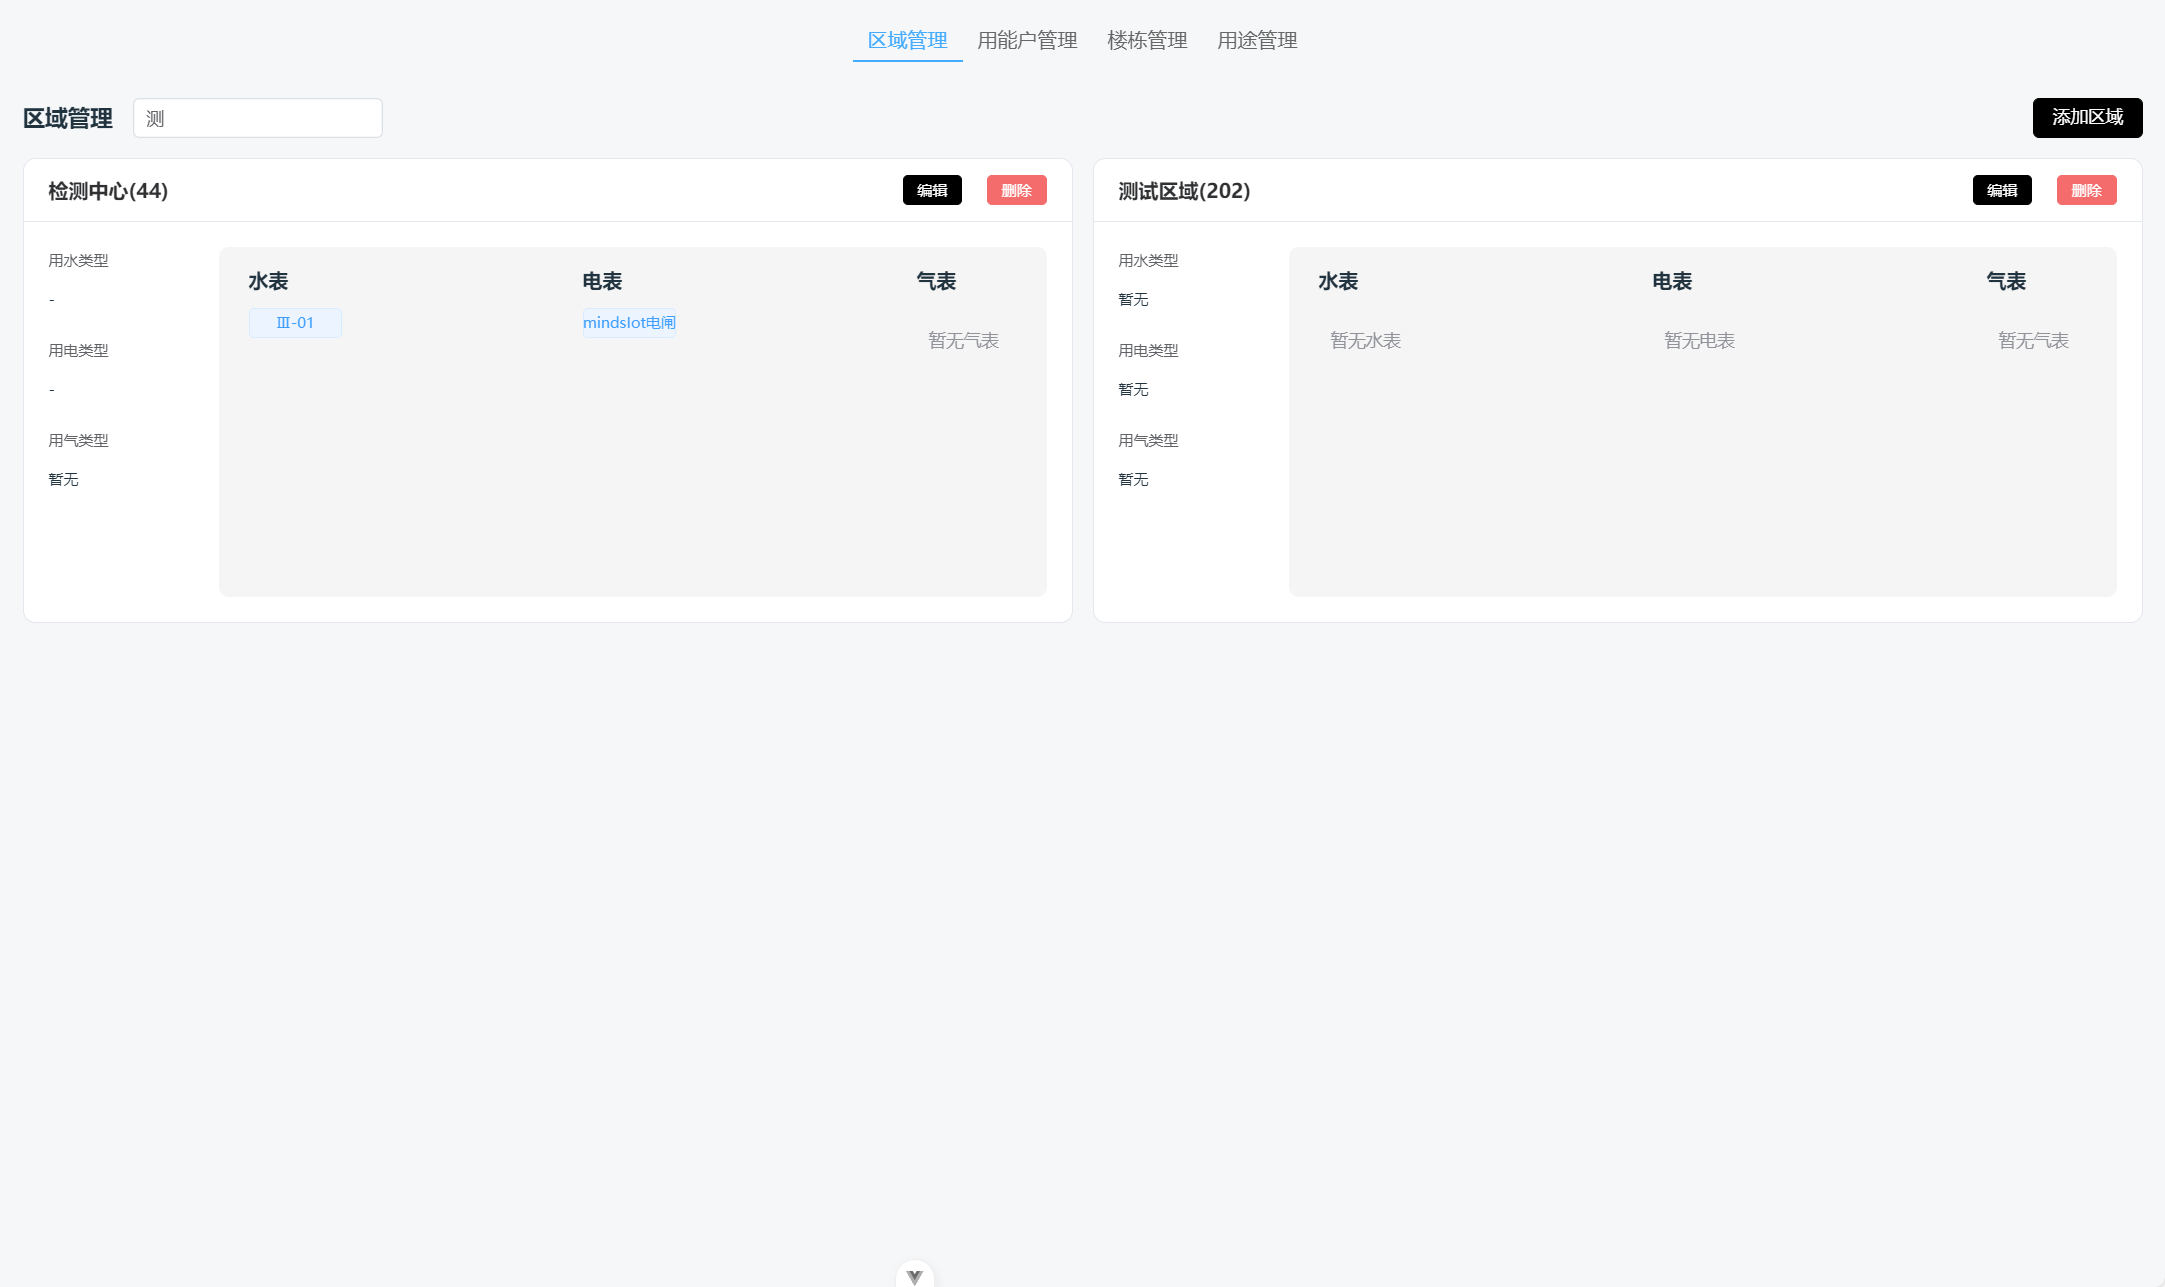 区域管理 用能户管理 楼栋管理 用途管理
区域管理 测 添加区域
检测中心(44) 编辑 删除
用水类型
-
用电类型
-
用气类型
暂无
水表 电表 气表
Ⅲ-01 mindslot电闸 暂无气表
测试区域(202) 编辑 删除
用水类型
暂无
用电类型
暂无
用气类型
暂无
水表 电表 气表
暂无水表 暂无电表 暂无气表